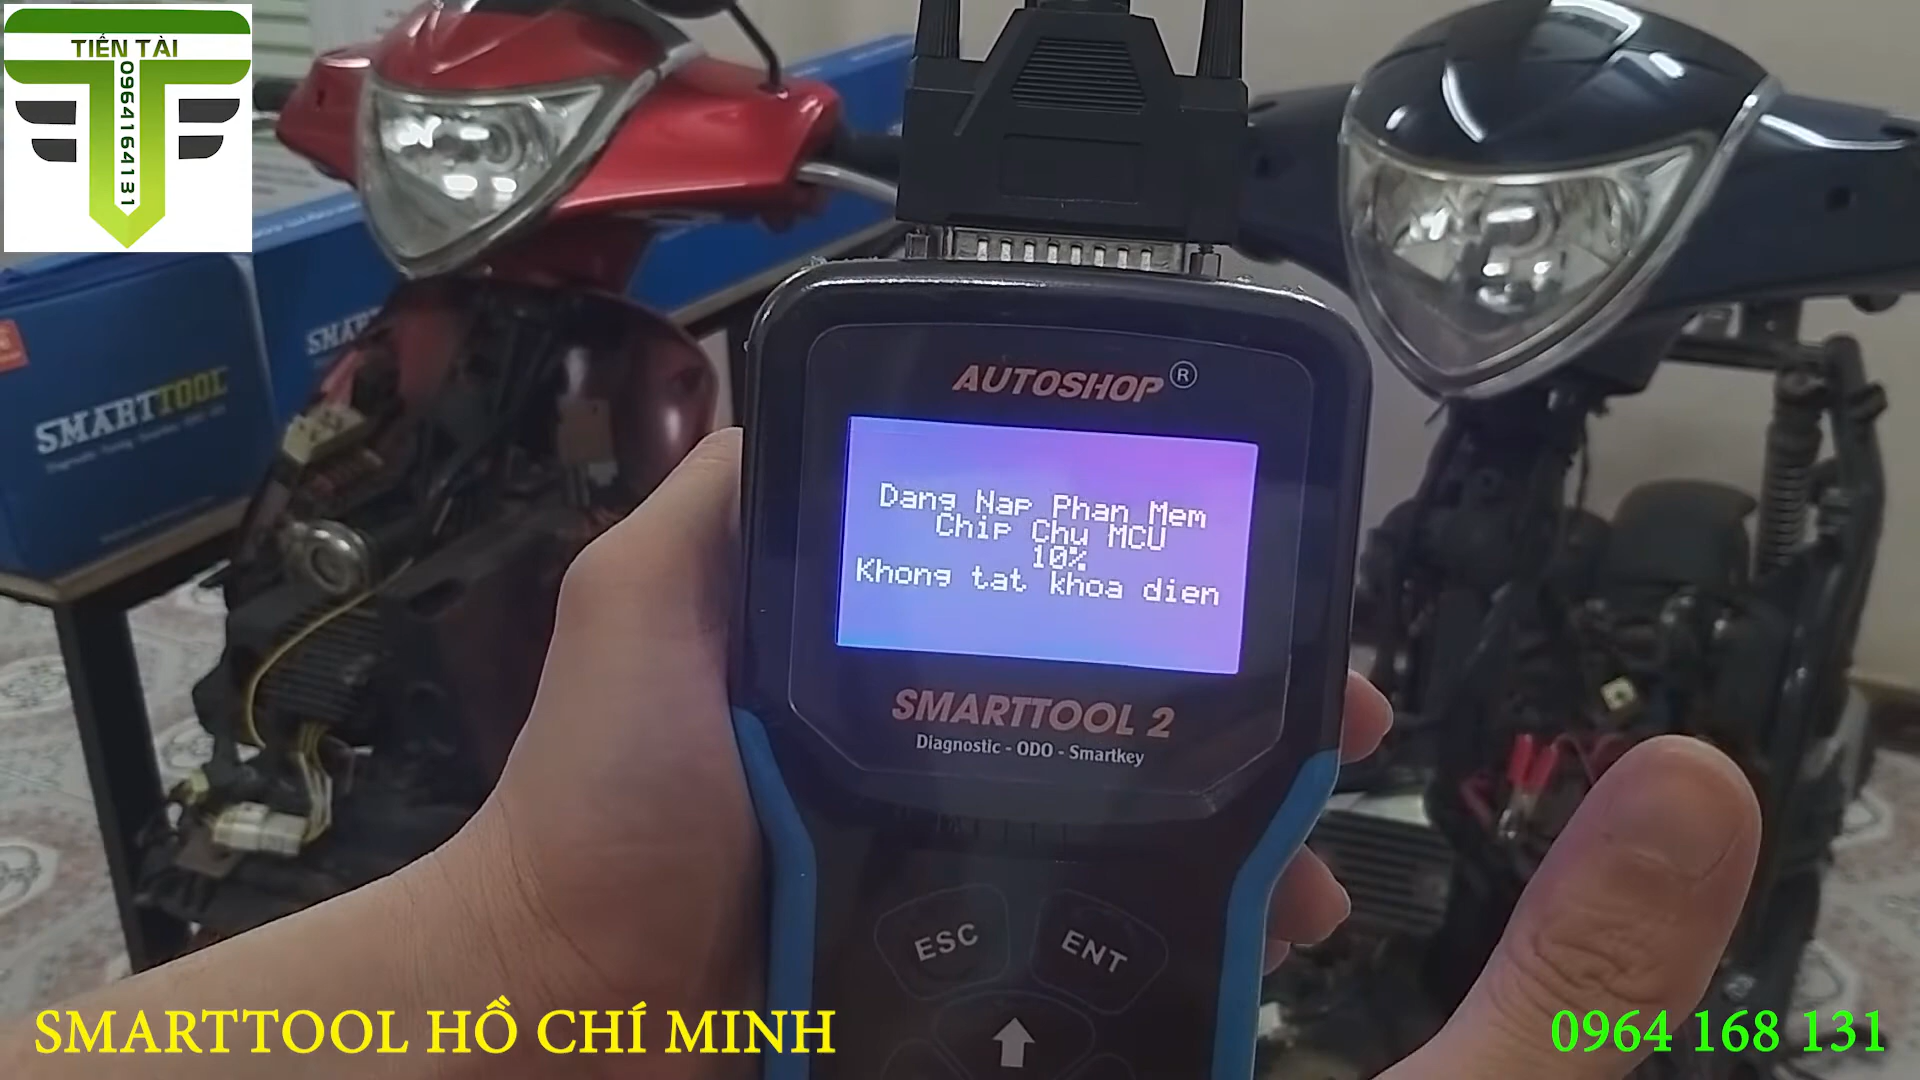 TIẾN TÀI
0964164131
SMARTTOOL
SMAR
AUTOSHOP ®
Dang Nap Phan Mem
Chip Chu MCU
10%
Khong tat khoa dien
SMARTTOOL 2
Diagnostic - ODO - Smartkey
ESC
ENT
SMARTTOOL HỒ CHÍ MINH
0964 168 131